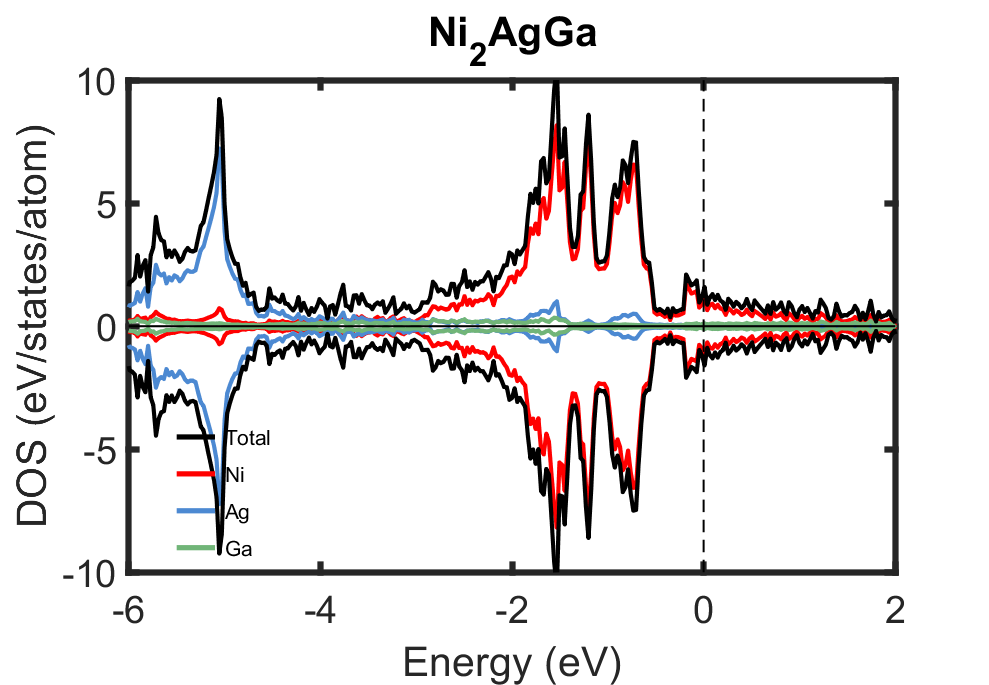 Ni₂AgGa
10
5
0
-5
-10
DOS (eV/states/atom)
Total
Ni
Ag
Ga
-6 -4 -2 0 2
Energy (eV)